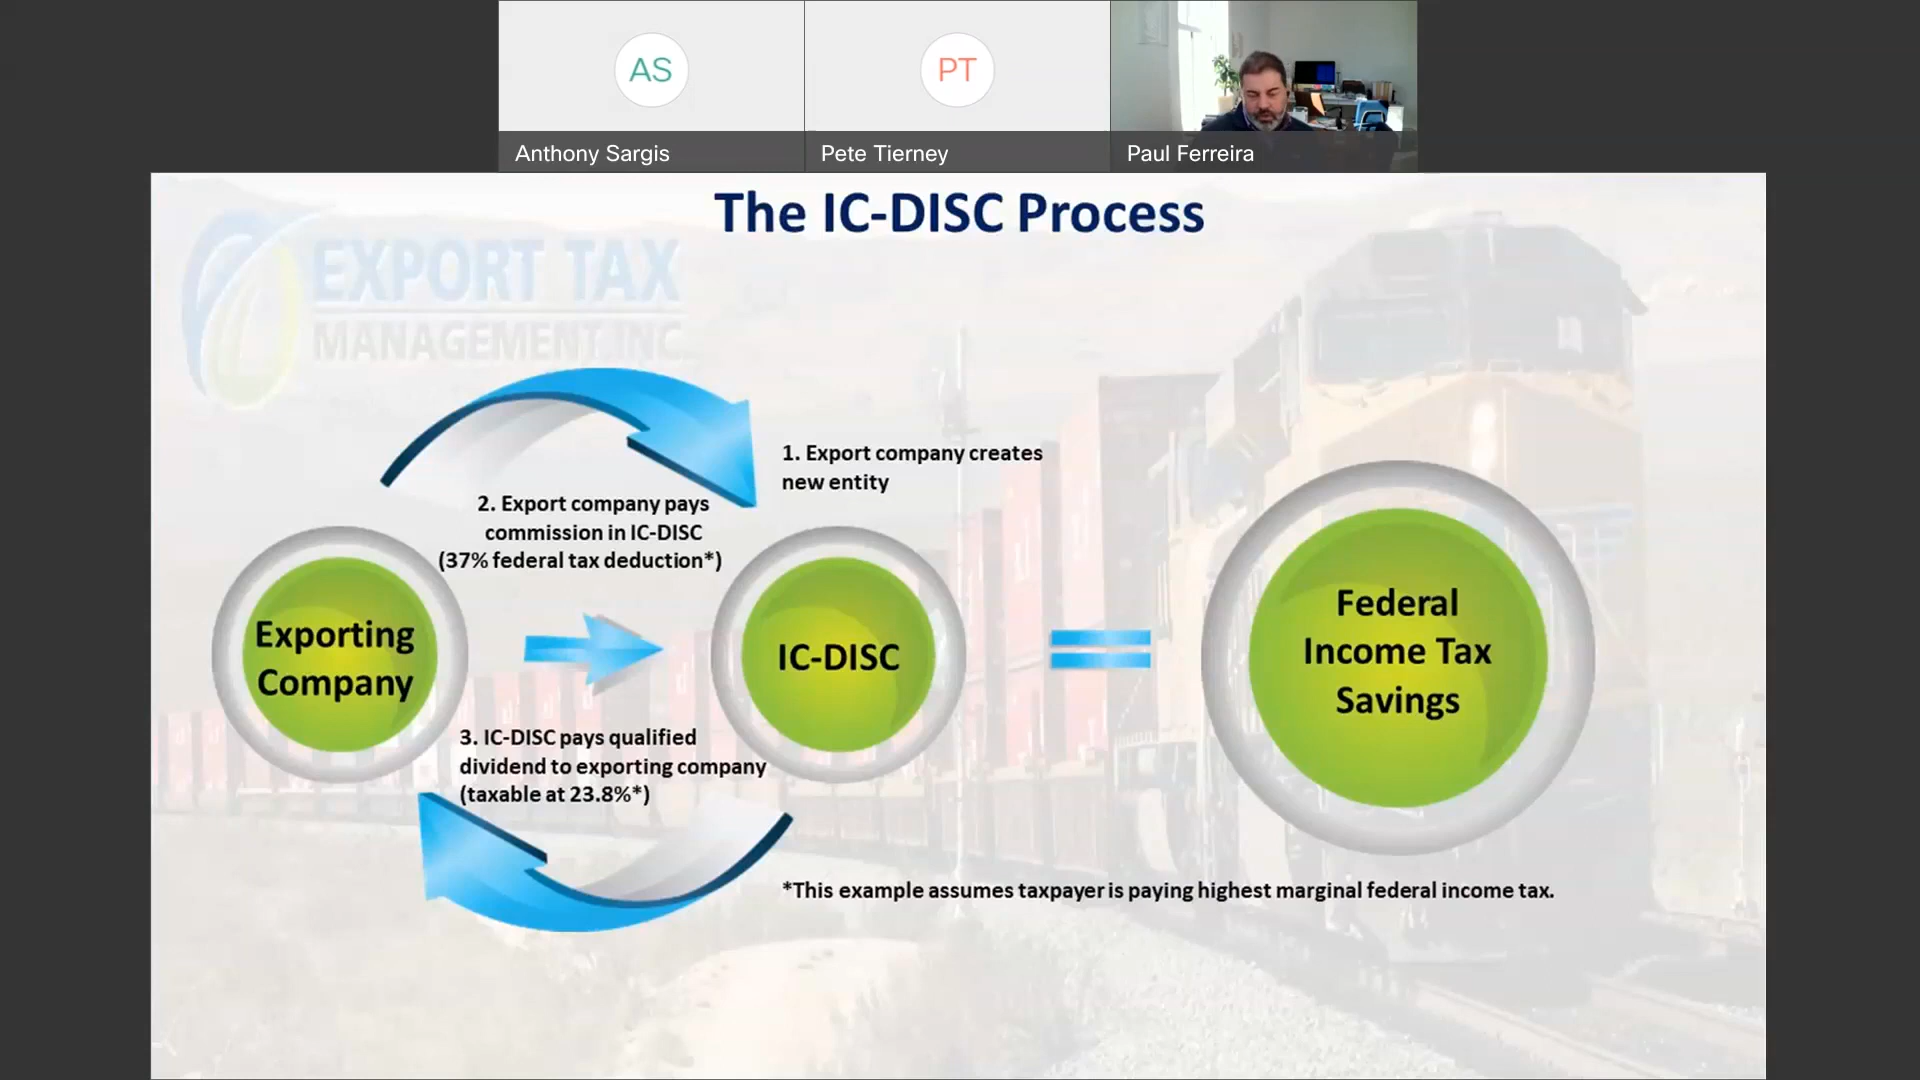 AS
PT
Anthony Sargis
Pete Tierney
Paul Ferreira
The IC-DISC Process
EXPORT TAX
MANAGEMENT, INC.
1. Export company creates
new entity
2. Export company pays
commission in IC-DISC
(37% federal tax deduction*)
Exporting
Company
IC-DISC
Federal
Income Tax
Savings
3. IC-DISC pays qualified
dividend to exporting company
(taxable at 23.8%*)
*This example assumes taxpayer is paying highest marginal federal income tax.